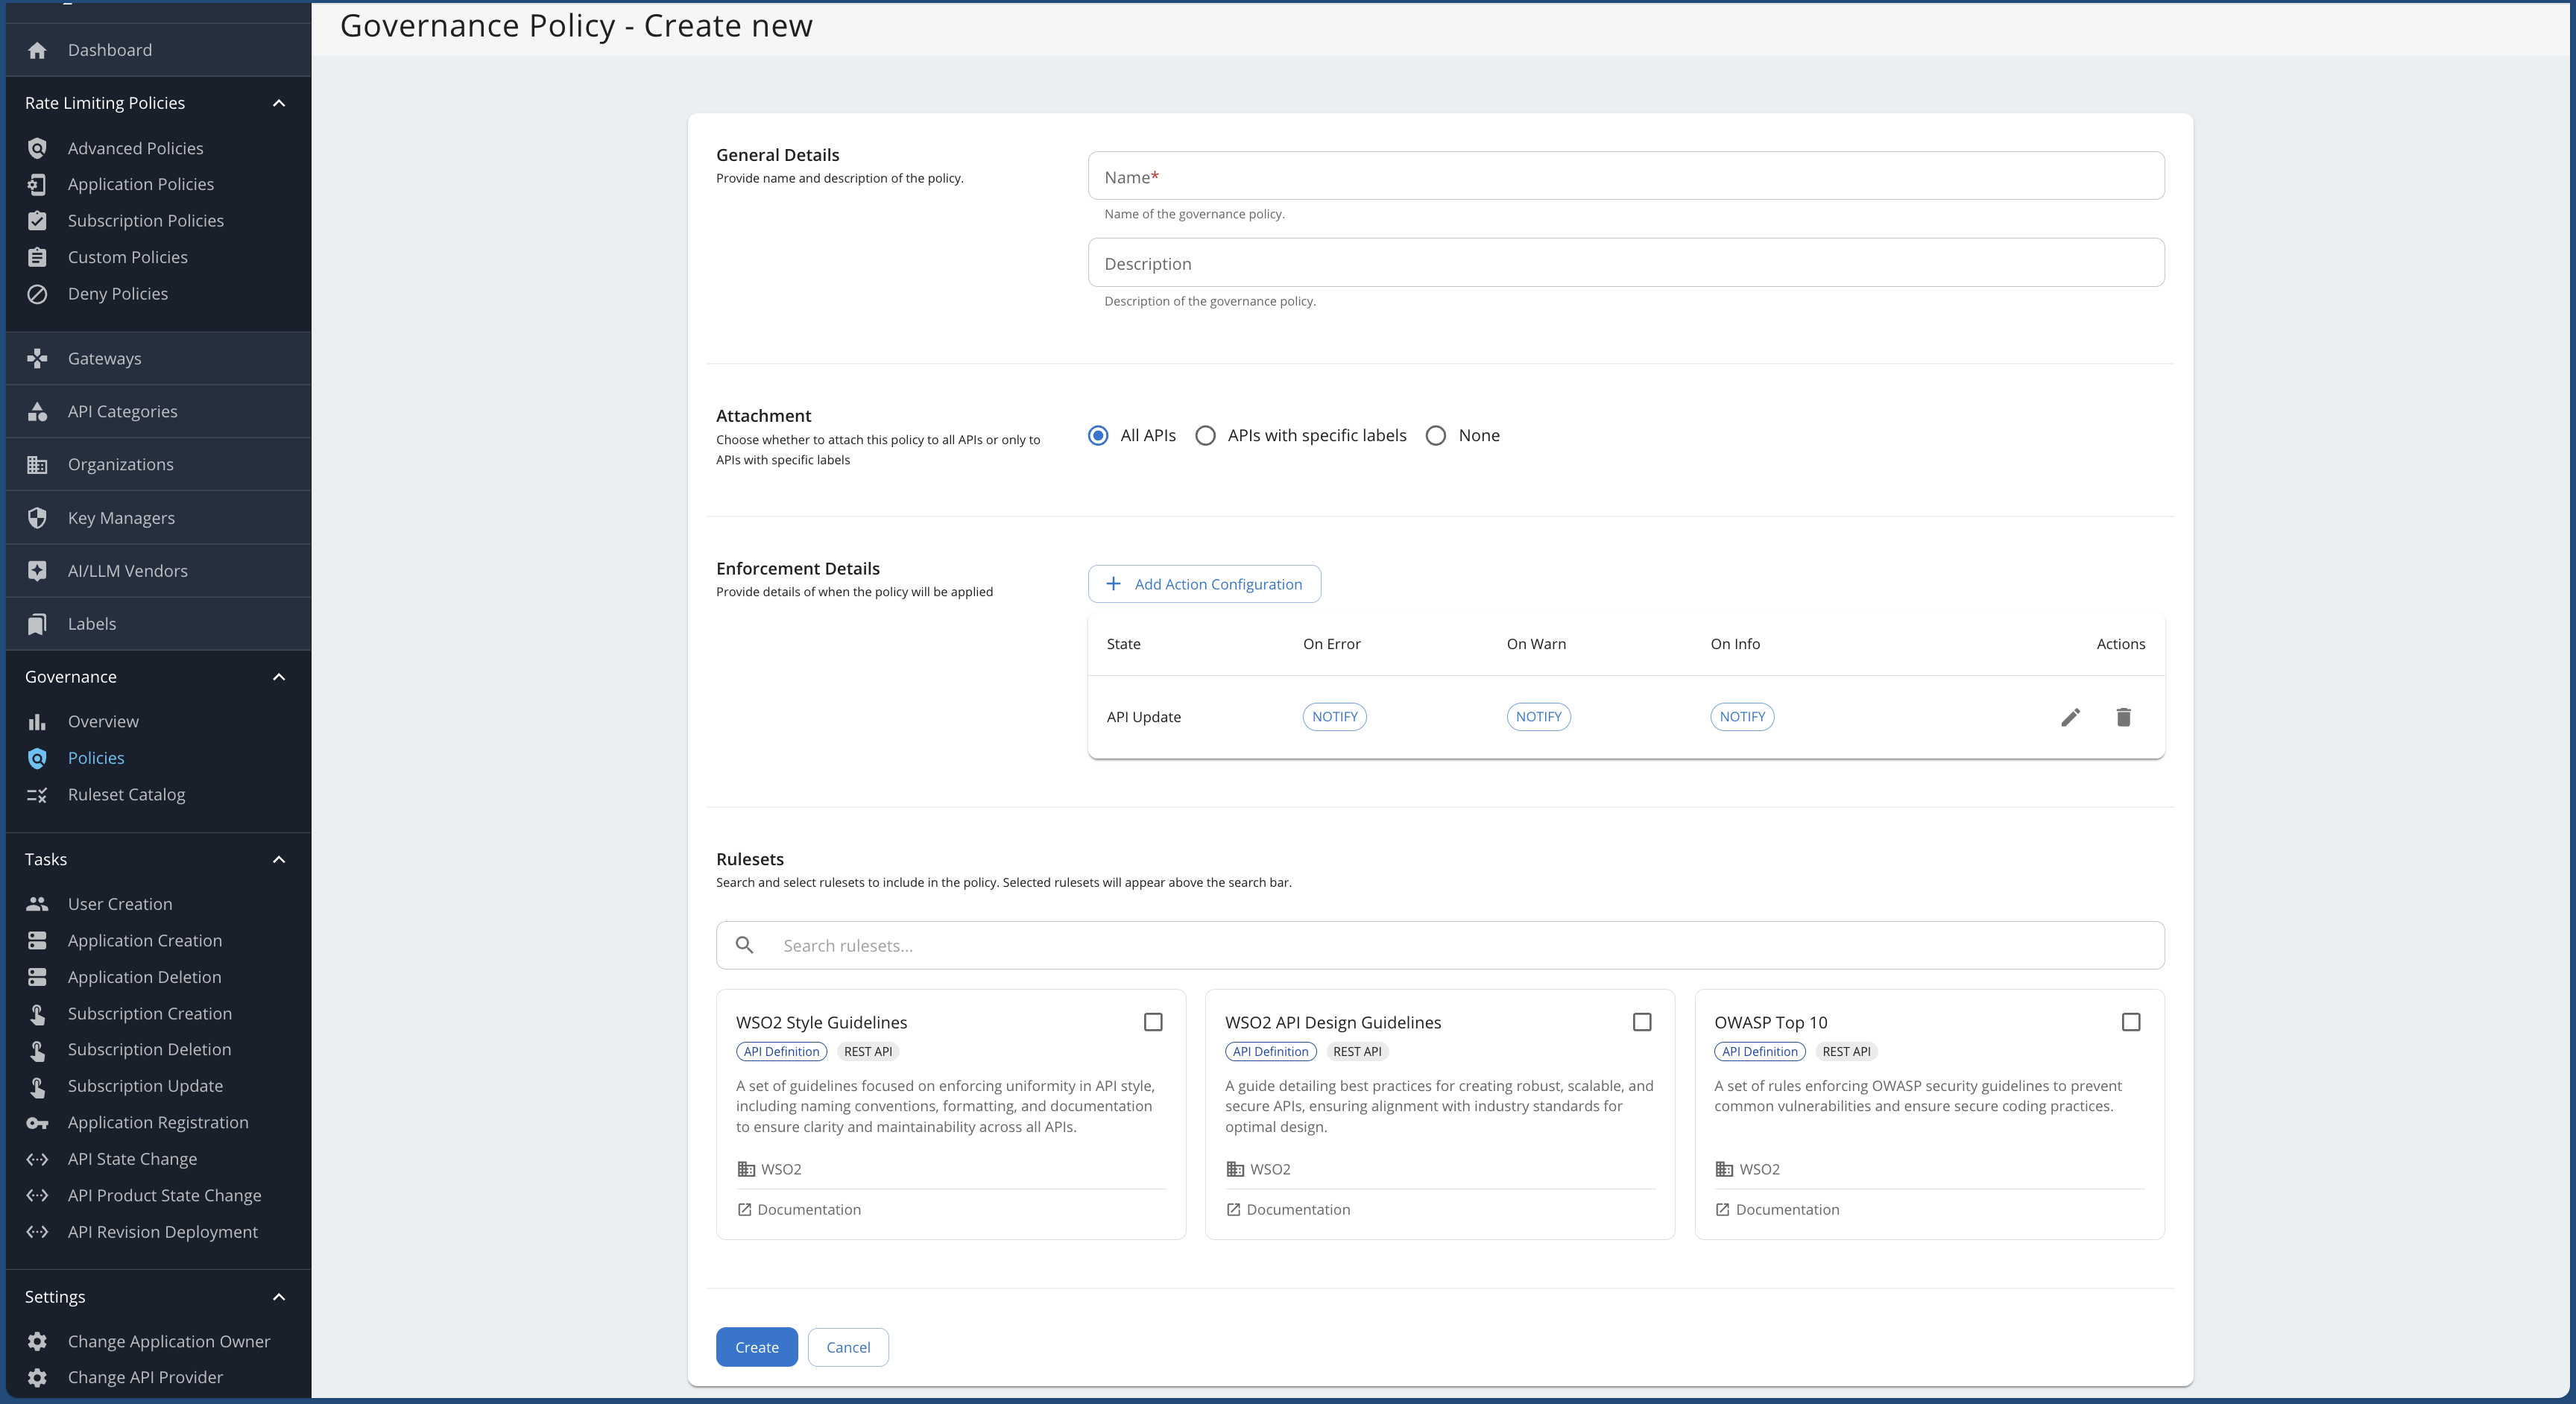 Governance Policy - Create new
Dashboard
Rate Limiting Policies
Advanced Policies
Application Policies
Subscription Policies
Custom Policies
Deny Policies
Gateways
API Categories
Organizations
Key Managers
AI/LLM Vendors
Labels
Governance
Overview
Policies
Ruleset Catalog
Tasks
User Creation
Application Creation
Application Deletion
Subscription Creation
Subscription Deletion
Subscription Update
Application Registration
API State Change
API Product State Change
API Revision Deployment
Settings
Change Application Owner
Change API Provider
General Details
Provide name and description of the policy.
Name*
Name of the governance policy.
Description
Description of the governance policy.
Attachment
Choose whether to attach this policy to all APIs or only to
APIs with specific labels
All APIs
APIs with specific labels
None
Enforcement Details
Provide details of when the policy will be applied
Add Action Configuration
State On Error On Warn On Info Actions
API Update NOTIFY NOTIFY NOTIFY
Rulesets
Search and select rulesets to include in the policy. Selected rulesets will appear above the search bar.
Search rulesets...
WSO2 Style Guidelines
API Definition REST API
A set of guidelines focused on enforcing uniformity in API style,
including naming conventions, formatting, and documentation
to ensure clarity and maintainability across all APIs.
WSO2
Documentation
WSO2 API Design Guidelines
API Definition REST API
A guide detailing best practices for creating robust, scalable, and
secure APIs, ensuring alignment with industry standards for
optimal design.
WSO2
Documentation
OWASP Top 10
API Definition REST API
A set of rules enforcing OWASP security guidelines to prevent
common vulnerabilities and ensure secure coding practices.
WSO2
Documentation
Create
Cancel